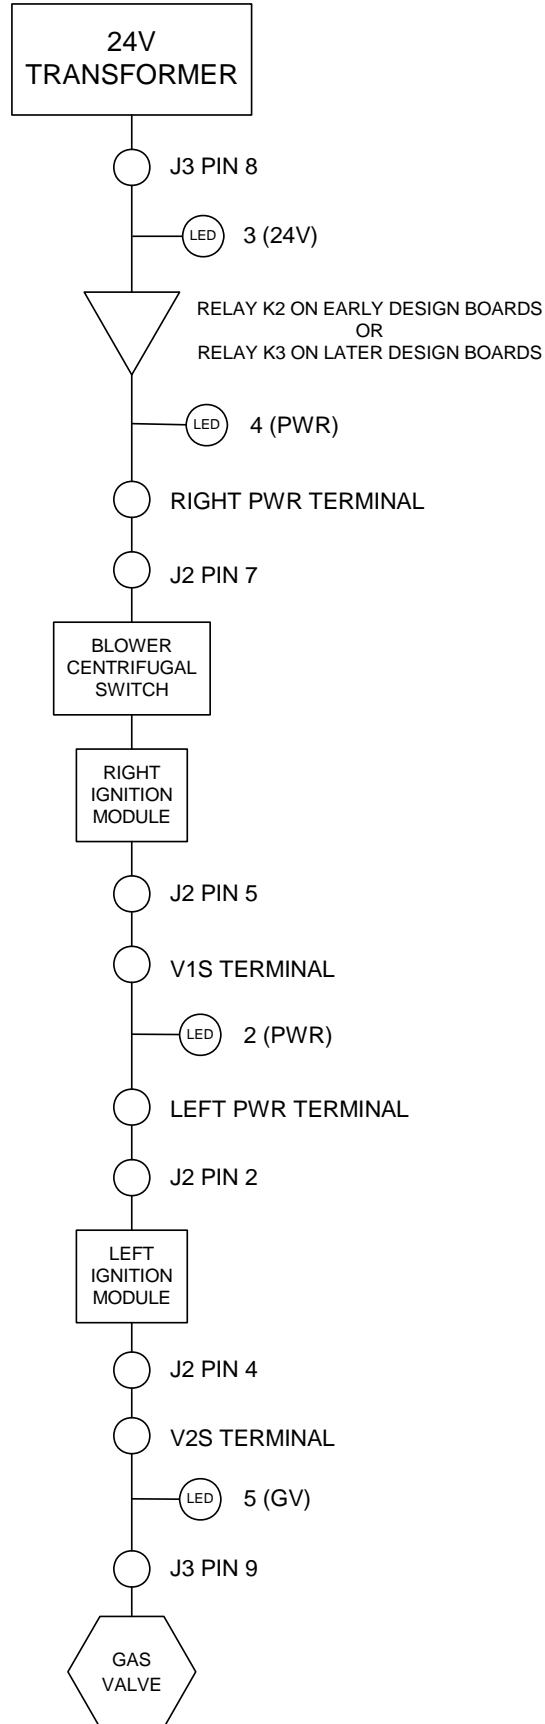 24V
TRANSFORMER
J3 PIN 8
LED 3 (24V)
RELAY K2 ON EARLY DESIGN BOARDS
OR
RELAY K3 ON LATER DESIGN BOARDS
LED 4 (PWR)
RIGHT PWR TERMINAL
J2 PIN 7
BLOWER
CENTRIFUGAL
SWITCH
RIGHT
IGNITION
MODULE
J2 PIN 5
V1S TERMINAL
LED 2 (PWR)
LEFT PWR TERMINAL
J2 PIN 2
LEFT
IGNITION
MODULE
J2 PIN 4
V2S TERMINAL
LED 5 (GV)
J3 PIN 9
GAS
VALVE